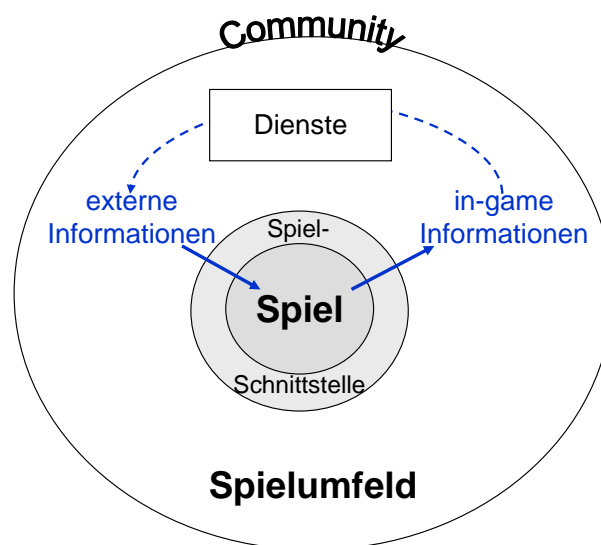 Community
Dienste
externe
Informationen
in-game
Informationen
Spiel-
Spiel
Schnittstelle
Spielumfeld